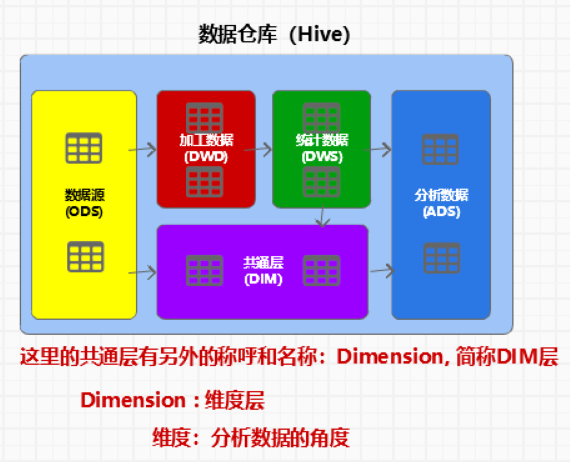 数据仓库（Hive）
数据源
(ODS)
加工数据
(DWD)
统计数据
(DWS)
分析数据
(ADS)
共通层
(DIM)
这里的共通层有另外的称呼和名称：Dimension, 简称DIM层
Dimension : 维度层
维度：分析数据的角度